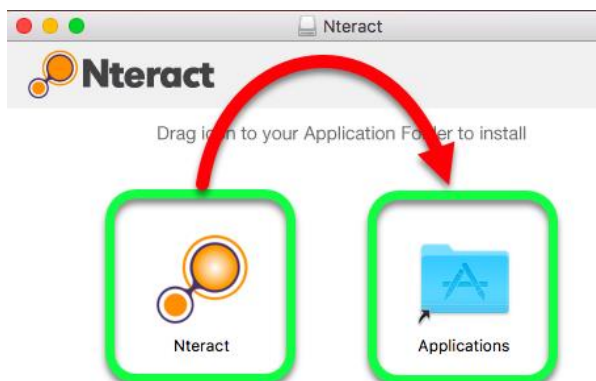 Nteract
Nteract
Drag icon to your Application Folder to install
Nteract
Applications